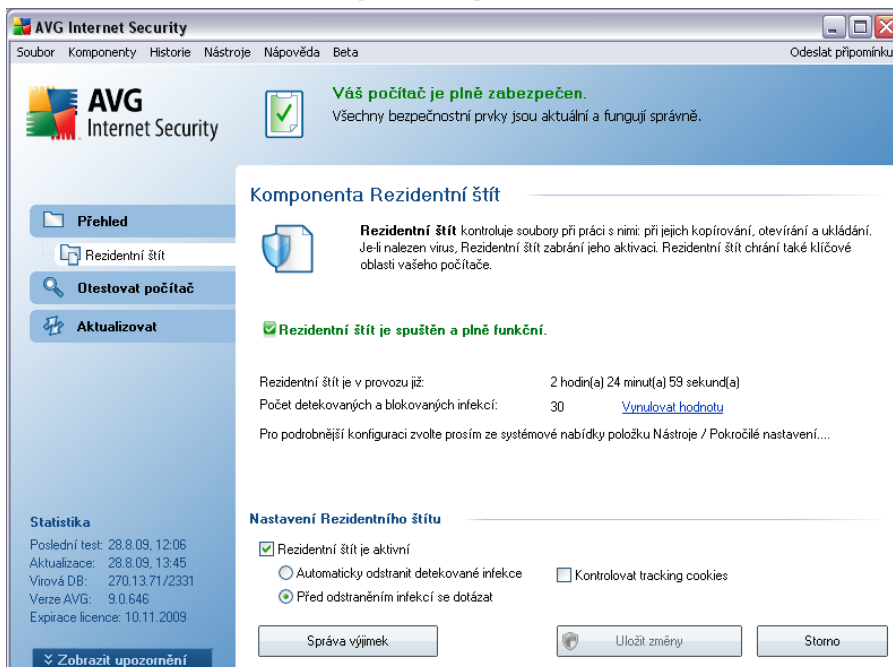 AVG Internet Security
Soubor Komponenty Historie Nástroje Nápověda Beta Odeslat připomínku
AVG
Internet Security
Váš počítač je plně zabezpečen.
Všechny bezpečnostní prvky jsou aktuální a fungují správně.
Přehled
Rezidentní štít
Otestovat počítač
Aktualizovat
Komponenta Rezidentní štít
Rezidentní štít kontroluje soubory při práci s nimi: při jejich kopírování, otevírání a ukládání.
Je-li nalezen virus, Rezidentní štít zabrání jeho aktivaci. Rezidentní štít chrání také klíčové
oblasti vašeho počítače.
Rezidentní štít je spuštěn a plně funkční.
Rezidentní štít je v provozu již: 2 hodin(a) 24 minut(a) 59 sekund(a)
Počet detekovaných a blokovaných infekcí: 30 Vynulovat hodnotu
Pro podrobnější konfiguraci zvolte prosím ze systémové nabídky položku Nástroje / Pokročilé nastavení....
Nastavení Rezidentního štítu
Rezidentní štít je aktivní
Automaticky odstranit detekované infekce
Kontrolovat tracking cookies
Před odstraněním infekcí se dotázat
Správa výjimek
Uložit změny
Storno
Statistika
Poslední test: 28.8.09, 12:06
Aktualizace: 28.8.09, 13:45
Virová DB: 270.13.71/2331
Verze AVG: 9.0.646
Expirace licence: 10.11.2009
Zobrazit upozornění